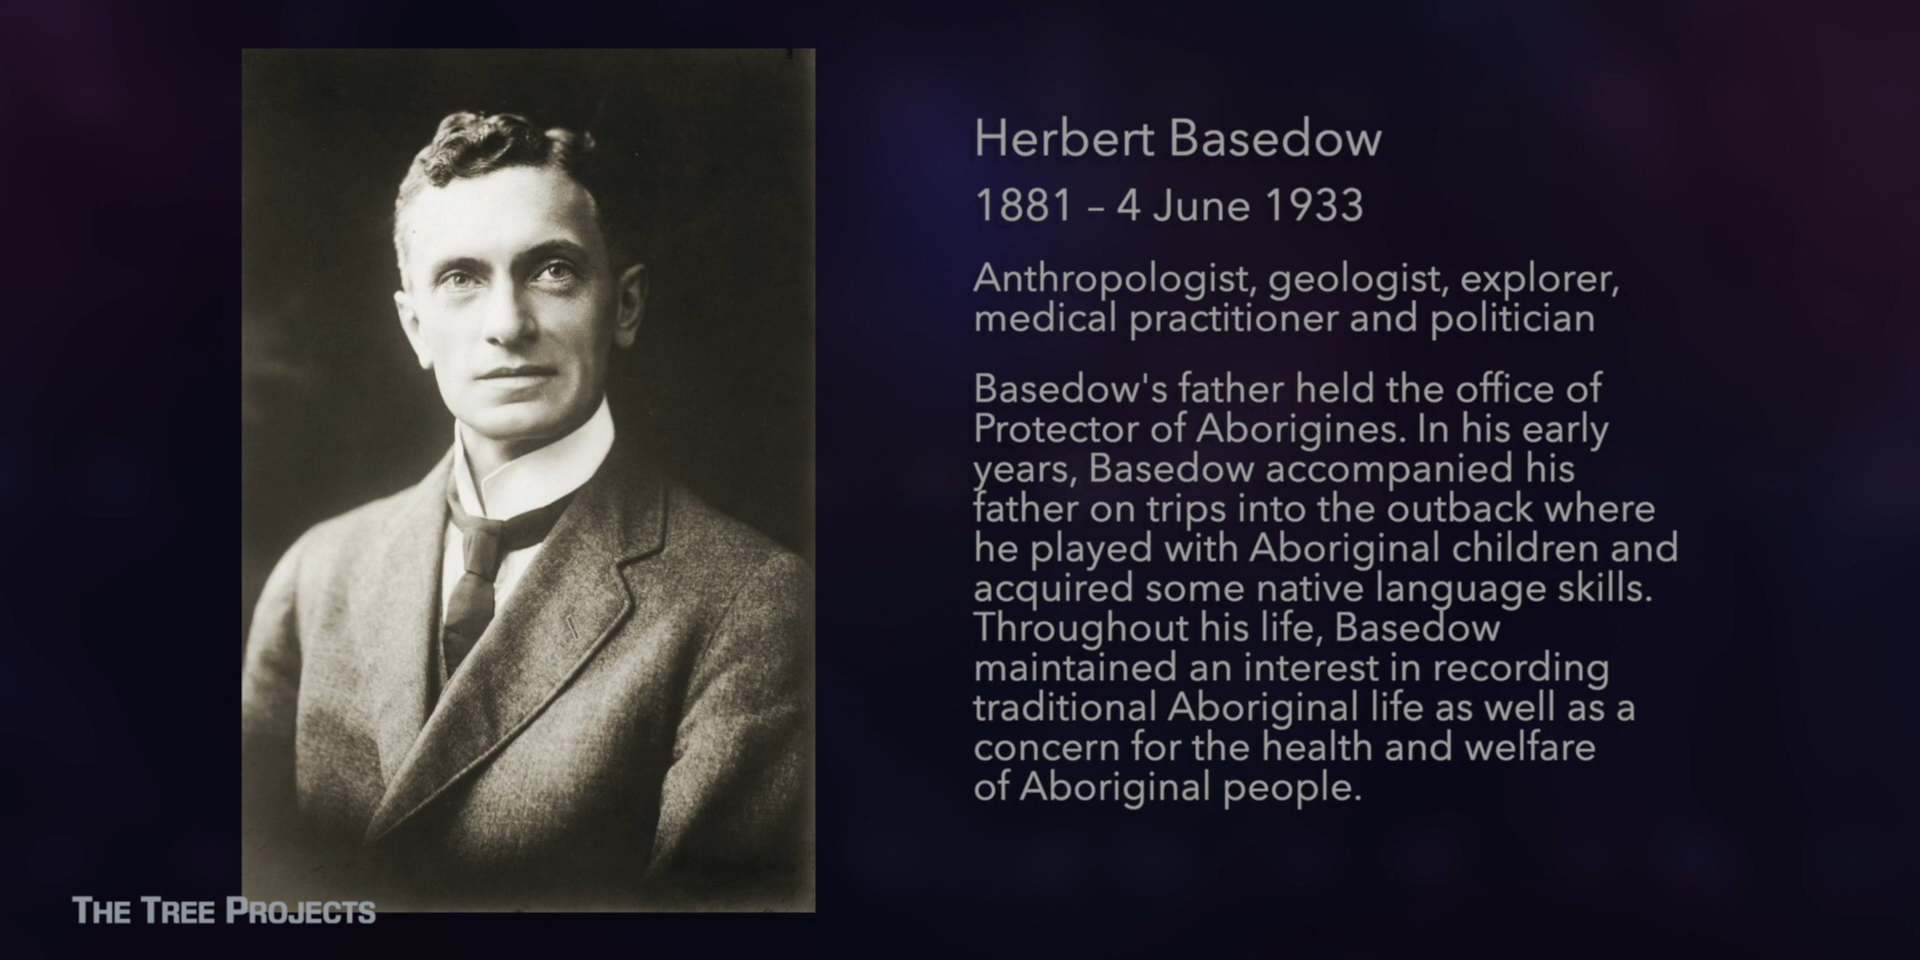 Herbert Basedow
1881 – 4 June 1933
Anthropologist, geologist, explorer,
medical practitioner and politician
Basedow's father held the office of
Protector of Aborigines. In his early
years, Basedow accompanied his
father on trips into the outback where
he played with Aboriginal children and
acquired some native language skills.
Throughout his life, Basedow
maintained an interest in recording
traditional Aboriginal life as well as a
concern for the health and welfare
of Aboriginal people.
THE TREE PROJECTS